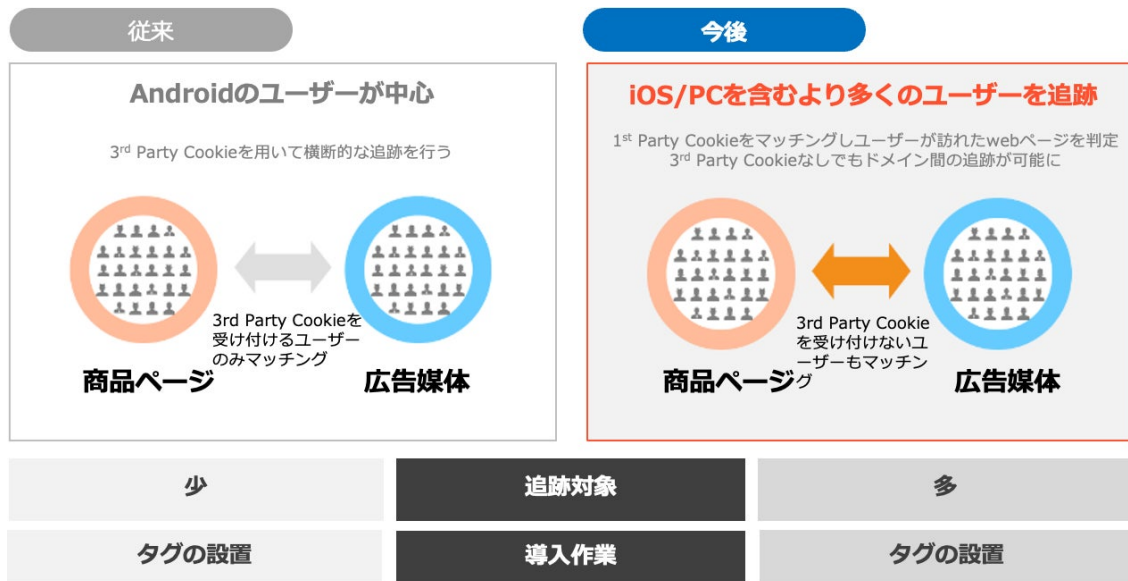 従来
Androidのユーザーが中心
3rd Party Cookieを用いて横断的な追跡を行う
3rd Party Cookieを
受け付けるユーザー
のみマッチング
商品ページ
広告媒体
今後
iOS/PCを含むより多くのユーザーを追跡
1st Party Cookieをマッチングしユーザーが訪れたwebページを判定
3rd Party Cookieなしでもドメイン間の追跡が可能に
3rd Party Cookie
を受け付けないユ
ーザーもマッチン
グ
商品ページ
広告媒体
少
追跡対象
多
タグの設置
導入作業
タグの設置